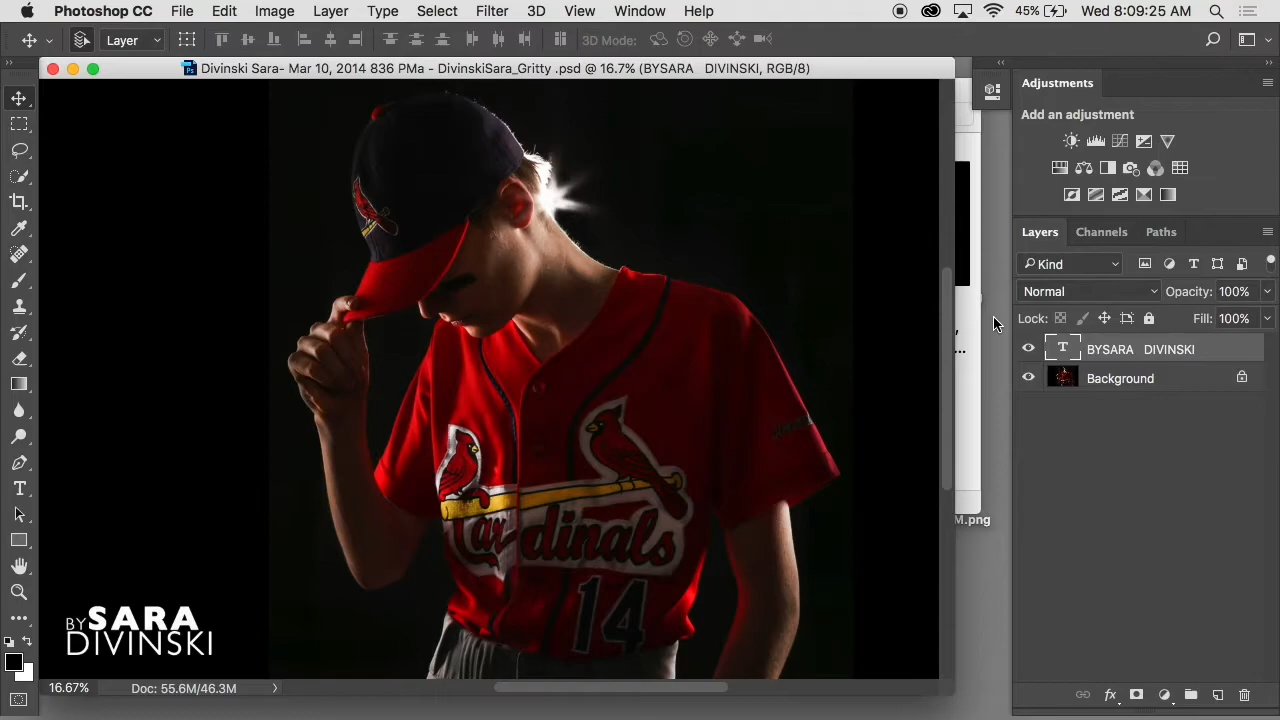 Photoshop CC File Edit Image Layer Type Select Filter 3D View Window Help 45% Wed 8:09:25 AM
Layer 3D Mode:
Divinski Sara- Mar 10, 2014 836 PMa - DivinskiSara_Gritty .psd @ 16.7% (BYSARA DIVINSKI, RGB/8)
Adjustments
Add an adjustment
Layers Channels Paths
Kind
Normal Opacity: 100%
Lock: Fill: 100%
BYSARA DIVINSKI
Background
Cardinals
14
M.png
BY SARA
DIVINSKI
16.67% Doc: 55.6M/46.3M